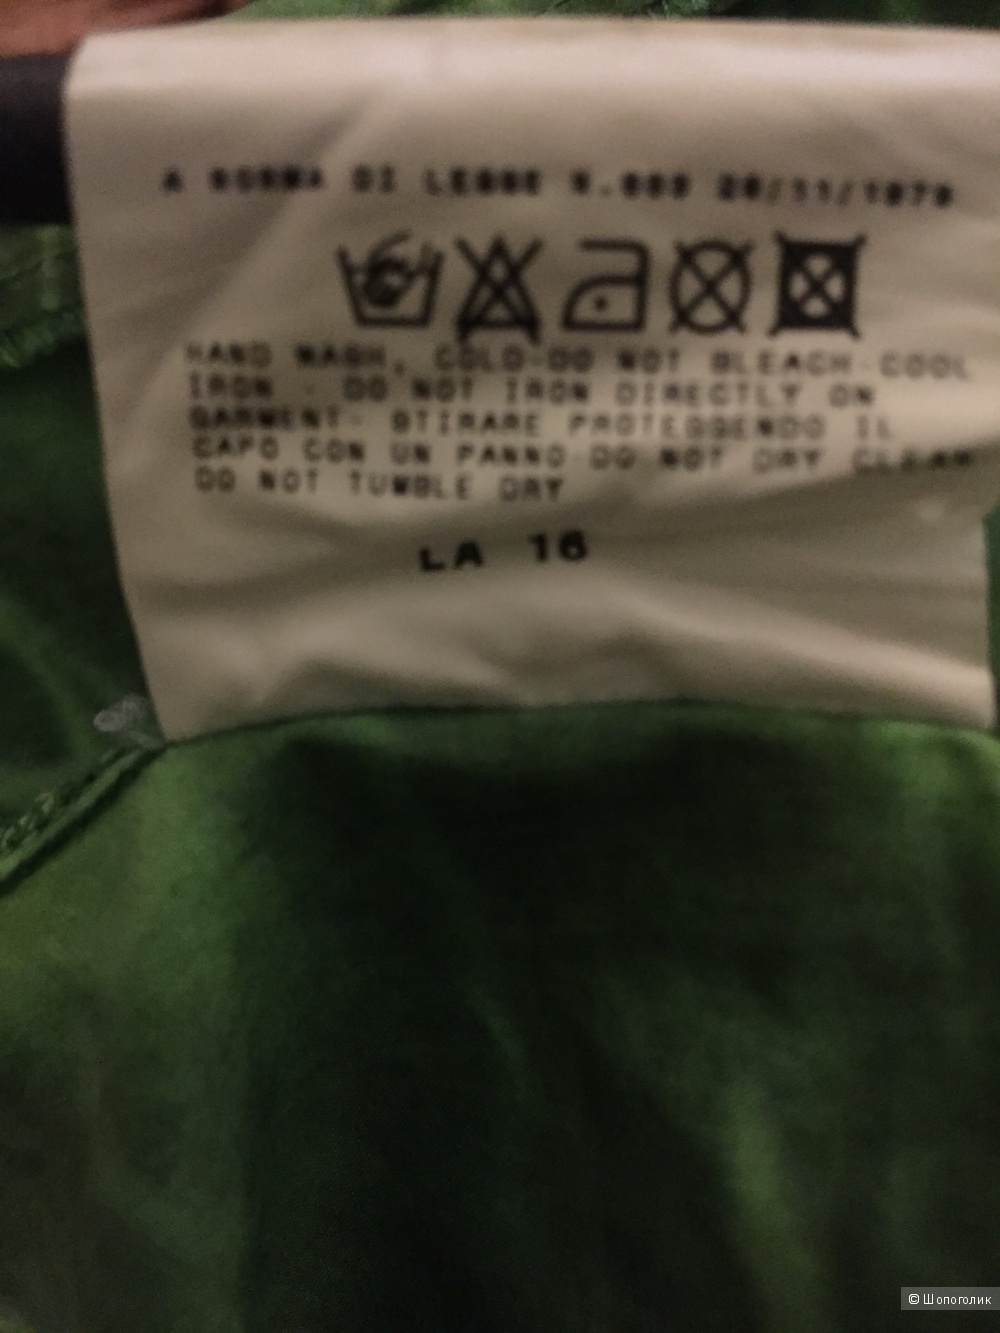 A NORMA DI LEGGE N.883 26/11/1973
HAND WASH, COLD-DO NOT BLEACH-COOL
IRON - DO NOT IRON DIRECTLY ON
GARMENT- STIRARE PROTEGGENDO IL
CAPO CON UN PANNO-DO NOT DRY CLEAN
DO NOT TUMBLE DRY
LA 16
© Шопоголик